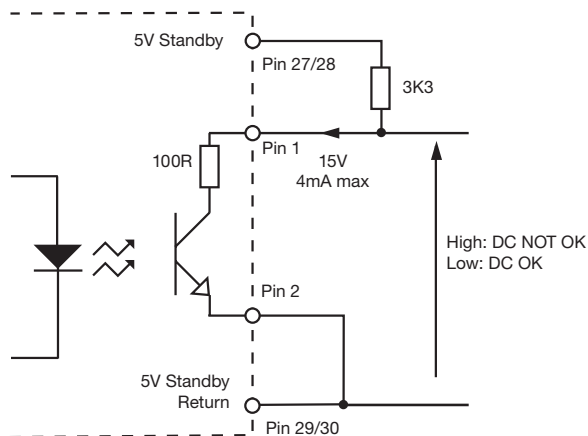 5V Standby
Pin 27/28
3K3
Pin 1
100R
15V
4mA max
High: DC NOT OK
Low: DC OK
Pin 2
5V Standby
Return
Pin 29/30